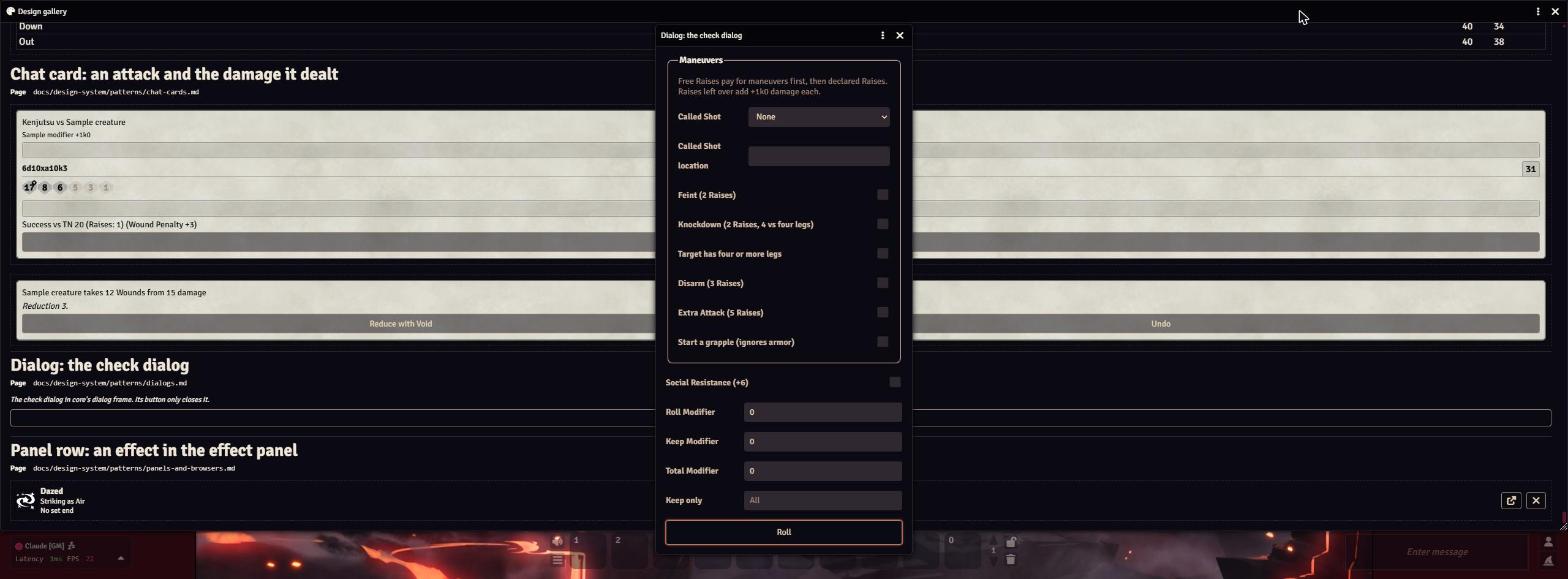 Design gallery
Down 40 34
Out 40 38
Chat card: an attack and the damage it dealt
Page docs/design-system/patterns/chat-cards.md
Kenjutsu vs Sample creature
Sample modifier +1k0
6d10xa10k3
31
17 8 6 5 3 1
Success vs TN 20 (Raises: 1) (Wound Penalty +3)
Sample creature takes 12 Wounds from 15 damage
Reduction 3.
Reduce with Void
Undo
Dialog: the check dialog
Page docs/design-system/patterns/dialogs.md
The check dialog in core's dialog frame. Its button only closes it.
Panel row: an effect in the effect panel
Page docs/design-system/patterns/panels-and-browsers.md
Dazed
Striking as Air
No set end
Dialog: the check dialog
Maneuvers
Free Raises pay for maneuvers first, then declared Raises.
Raises left over add +1k0 damage each.
Called Shot None
Called Shot
location
Feint (2 Raises)
Knockdown (2 Raises, 4 vs four legs)
Target has four or more legs
Disarm (3 Raises)
Extra Attack (5 Raises)
Start a grapple (ignores armor)
Social Resistance (+6)
Roll Modifier 0
Keep Modifier 0
Total Modifier 0
Keep only All
Roll
Claude [GM]
Latency 3ms FPS 22
1 2 0
1
Enter message